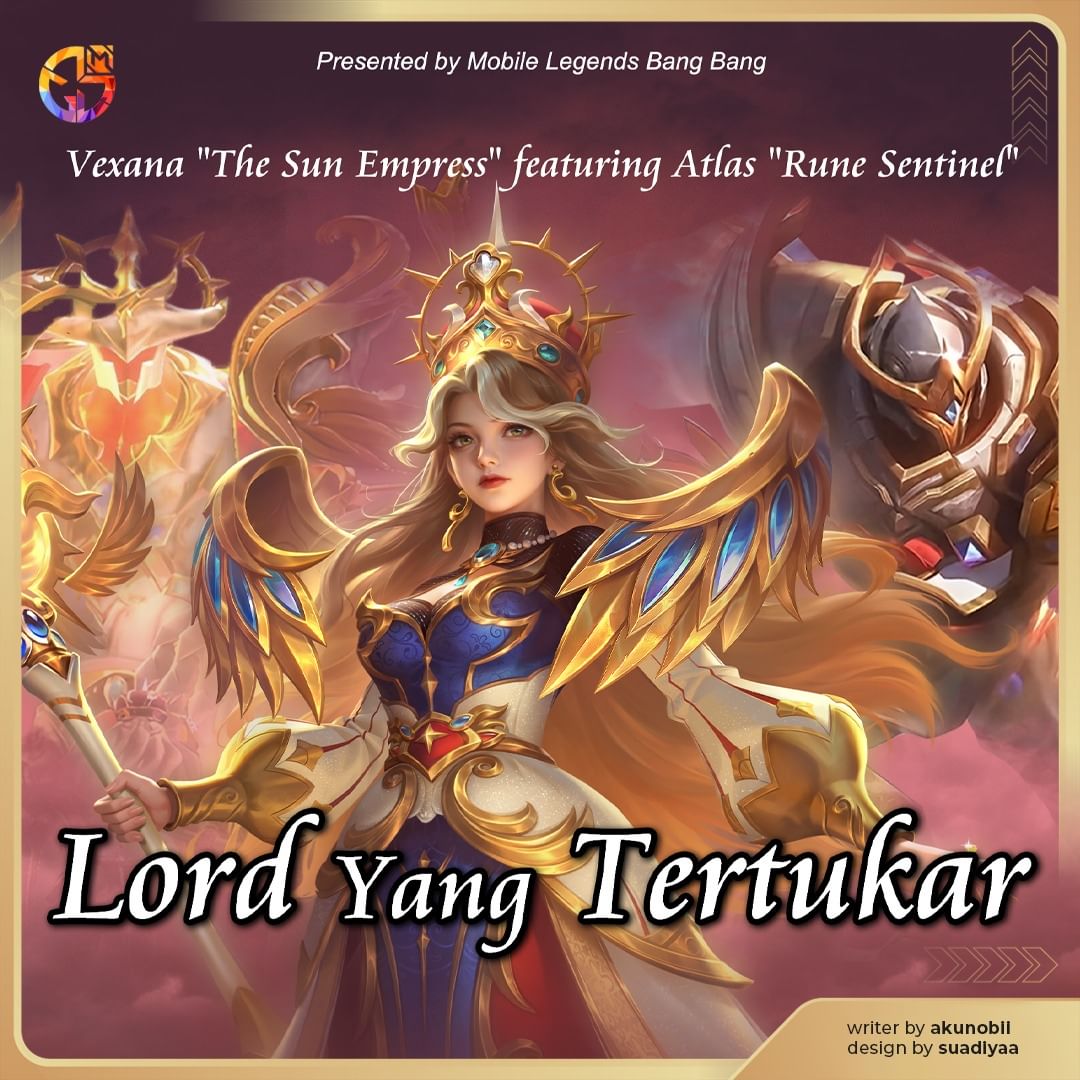 Presented by Mobile Legends Bang Bang
Vexana "The Sun Empress" featuring Atlas "Rune Sentinel"
Lord Yang Tertukar
writer by akunobii
design by suadiyaa